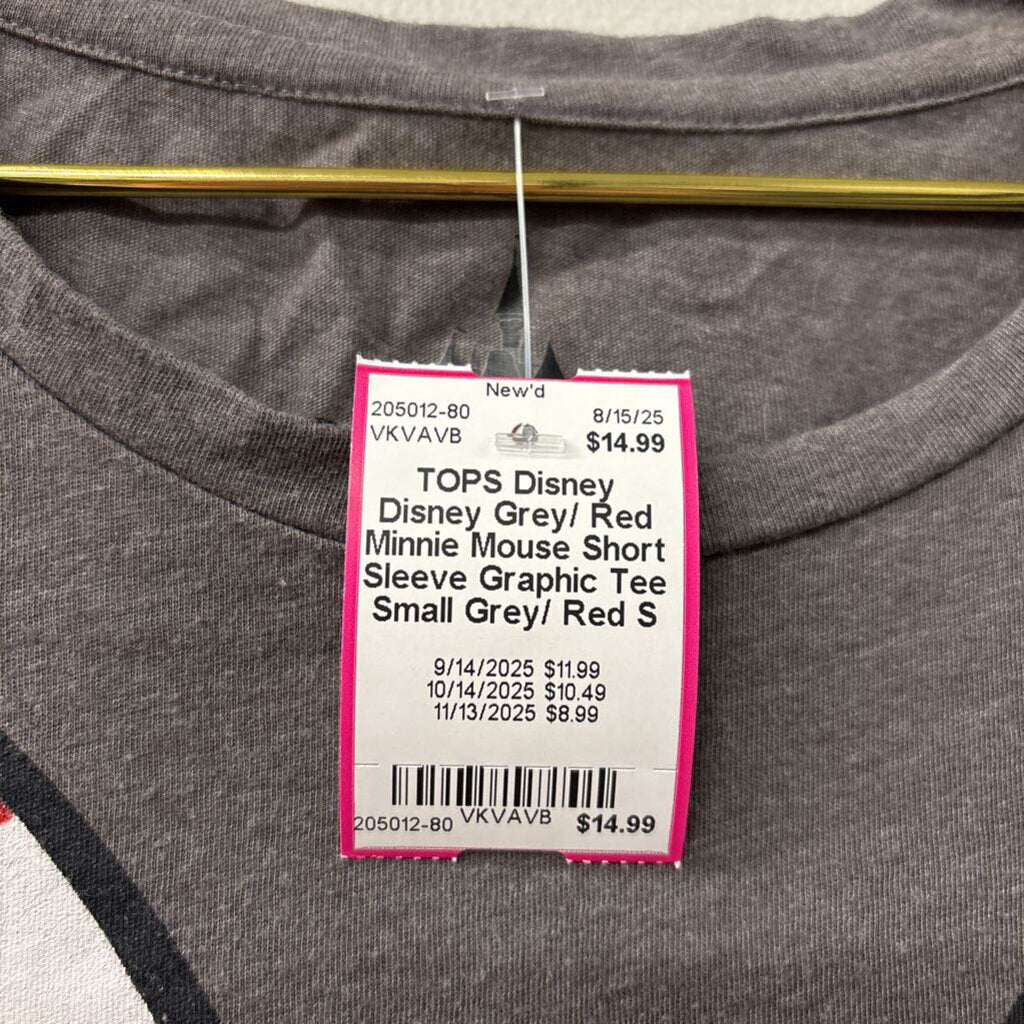 New'd
205012-80 8/15/25
VKVAVB $14.99
TOPS Disney
Disney Grey/ Red
Minnie Mouse Short
Sleeve Graphic Tee
Small Grey/ Red S
9/14/2025 $11.99
10/14/2025 $10.49
11/13/2025 $8.99
205012-80 VKVAVB $14.99